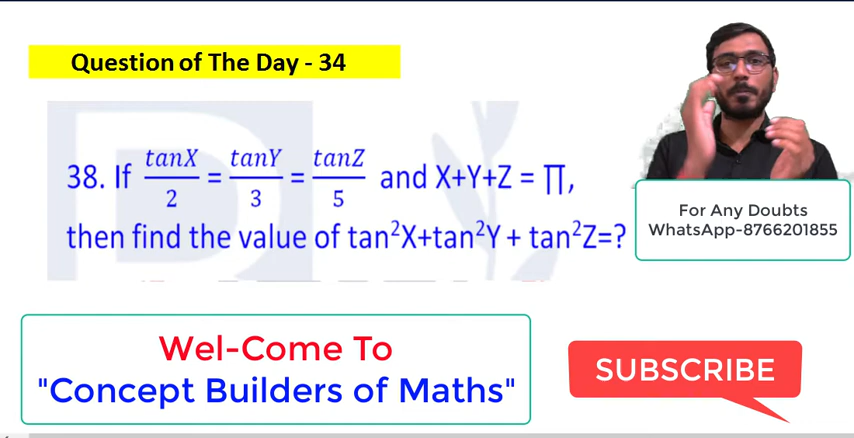 Question of The Day - 34
38. If tanX/2 = tanY/3 = tanZ/5 and X+Y+Z = ∏,
then find the value of tan²X+tan²Y + tan²Z=?
For Any Doubts
WhatsApp-8766201855
Wel-Come To
"Concept Builders of Maths"
SUBSCRIBE